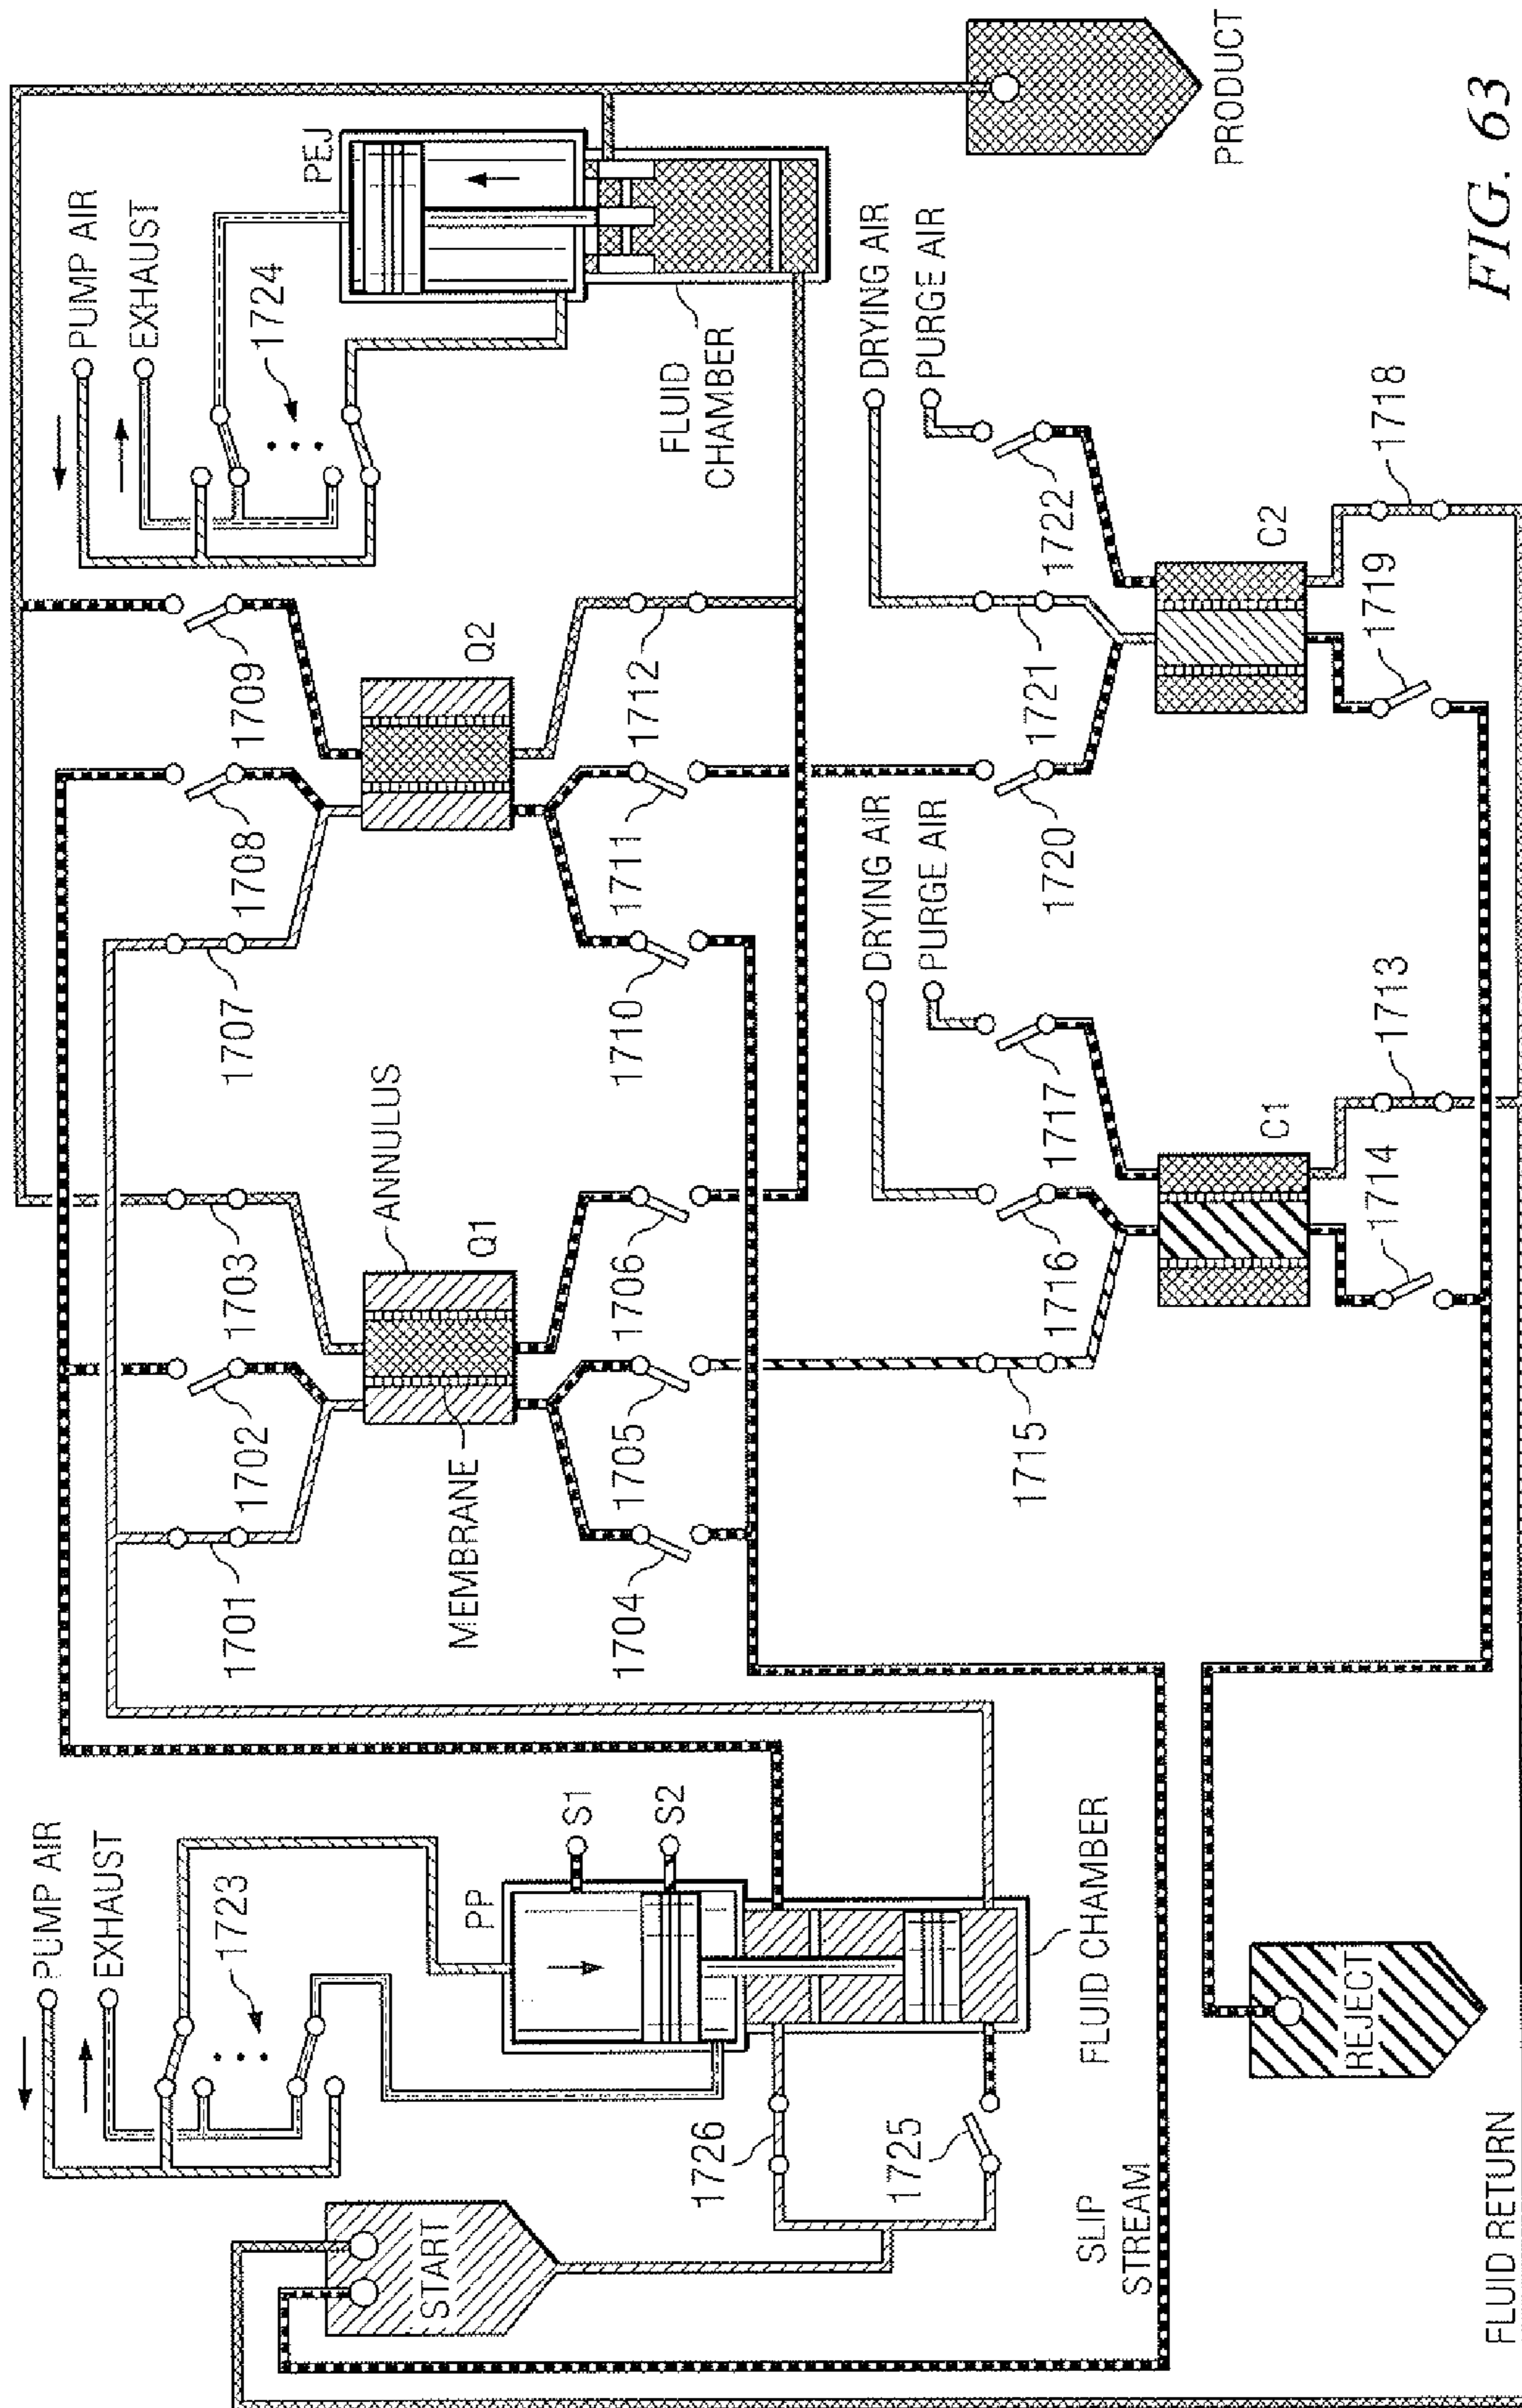 PUMP AIR
EXHAUST
1723
START
PP
S1
S2
1726
1725
FLUID CHAMBER
SLIP
STREAM
REJECT
FLUID RETURN
1701
1702
1703
ANNULUS
MEMBRANE
Q1
1704
1705
1706
1707
1708
1709
Q2
1710
1711
1712
PUMP AIR
EXHAUST
1724
PEJ
FLUID
CHAMBER
PRODUCT
DRYING AIR
PURGE AIR
1715
1716
1717
C1
1714
1713
DRYING AIR
PURGE AIR
1720
1721
1722
C2
1719
1718
FIG. 63